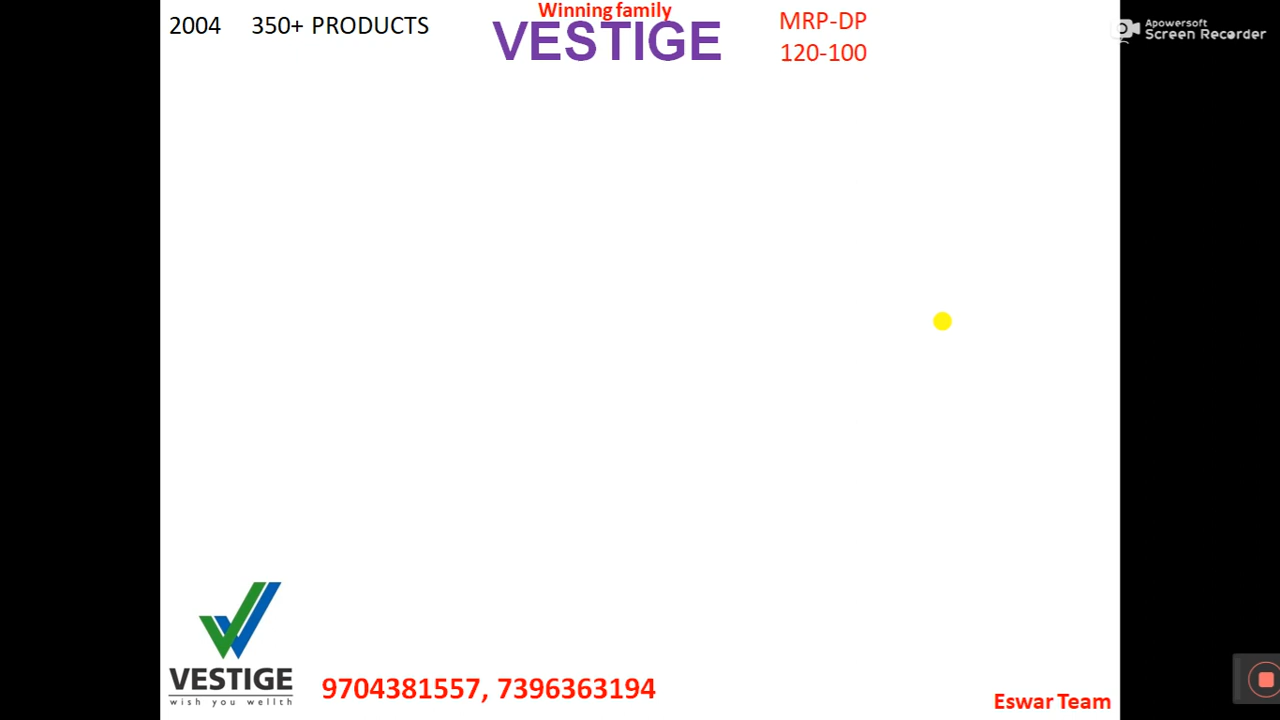 2004 350+ PRODUCTS
Winning family
VESTIGE
MRP-DP
120-100
Apowersoft
Screen Recorder
VESTIGE
wish you wellth
9704381557, 7396363194
Eswar Team